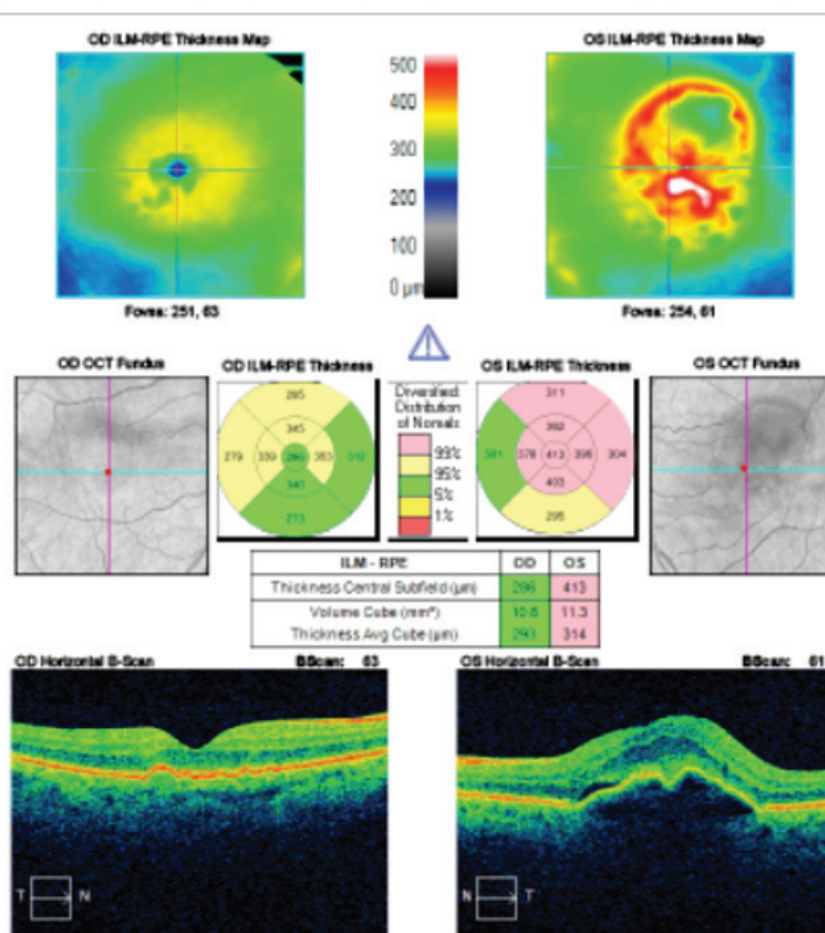 OD ILM-RPE Thickness Map
OS ILM-RPE Thickness Map
500
400
300
200
100
0 µm
Fovea: 251, 63
Fovea: 254, 61
OD OCT Fundus
OD ILM-RPE Thickness
OS ILM-RPE Thickness
OS OCT Fundus
Diversified:
Distribution
of Normals
99%
95%
5%
1%
285
345
279 339 286 353
340
273
311
392
378 413 396 304
403
295
ILM - RPE OD OS
Thickness Central Subfield (µm) 286 413
Volume Cube (mm³) 10.6 11.3
Thickness Avg Cube (µm) 293 314
OD Horizontal B-Scan BScan: 63
OS Horizontal B-Scan BScan: 61
T N
N T